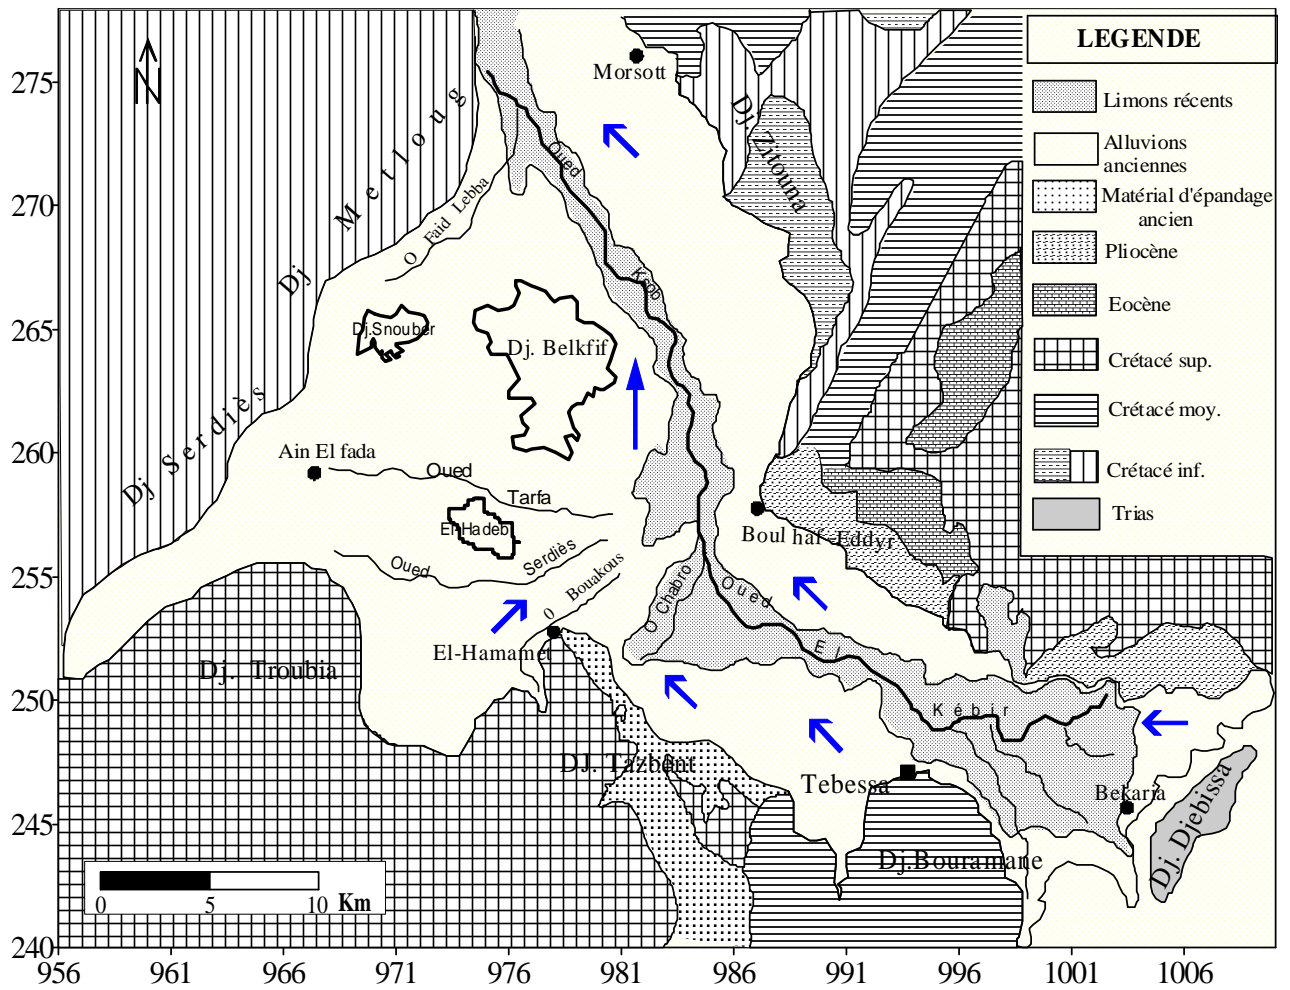 LEGENDE
Limons récents
Alluvions
anciennes
Matérial d'épandage
ancien
Pliocène
Eocène
Crétacé sup.
Crétacé moy.
Crétacé inf.
Trias
N
Morsott
Dj. Zitouna
Dj Metloug
O Faid Lebba
Oued
Ksob
Dj.Snouber
Dj. Belkfif
Dj Serdiès
Ain El fada
Oued
Tarfa
El-Hadeb
Oued
Serdiès
0 Bouakous
Boul haf-Eddyr
O Chabro
Oued
El
Kébir
El-Hamamet
Dj. Troubia
DJ. Tazbent
Tebessa
Bekaria
Dj. Djebissa
Dj.Bouramane
0 5 10 Km
275
270
265
260
255
250
245
240
956 961 966 971 976 981 986 991 996 1001 1006